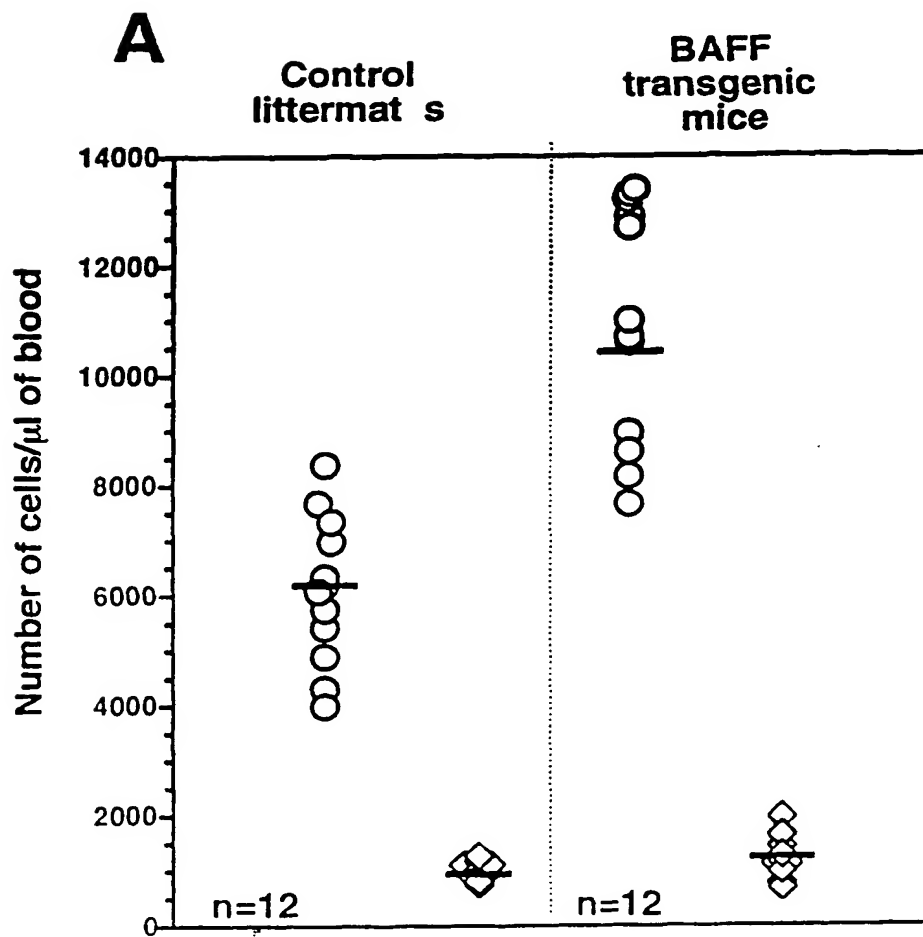 A
Control
littermat s
BAFF
transgenic
mice
Number of cells/µl of blood
14000
12000
10000
8000
6000
4000
2000
0
n=12
n=12